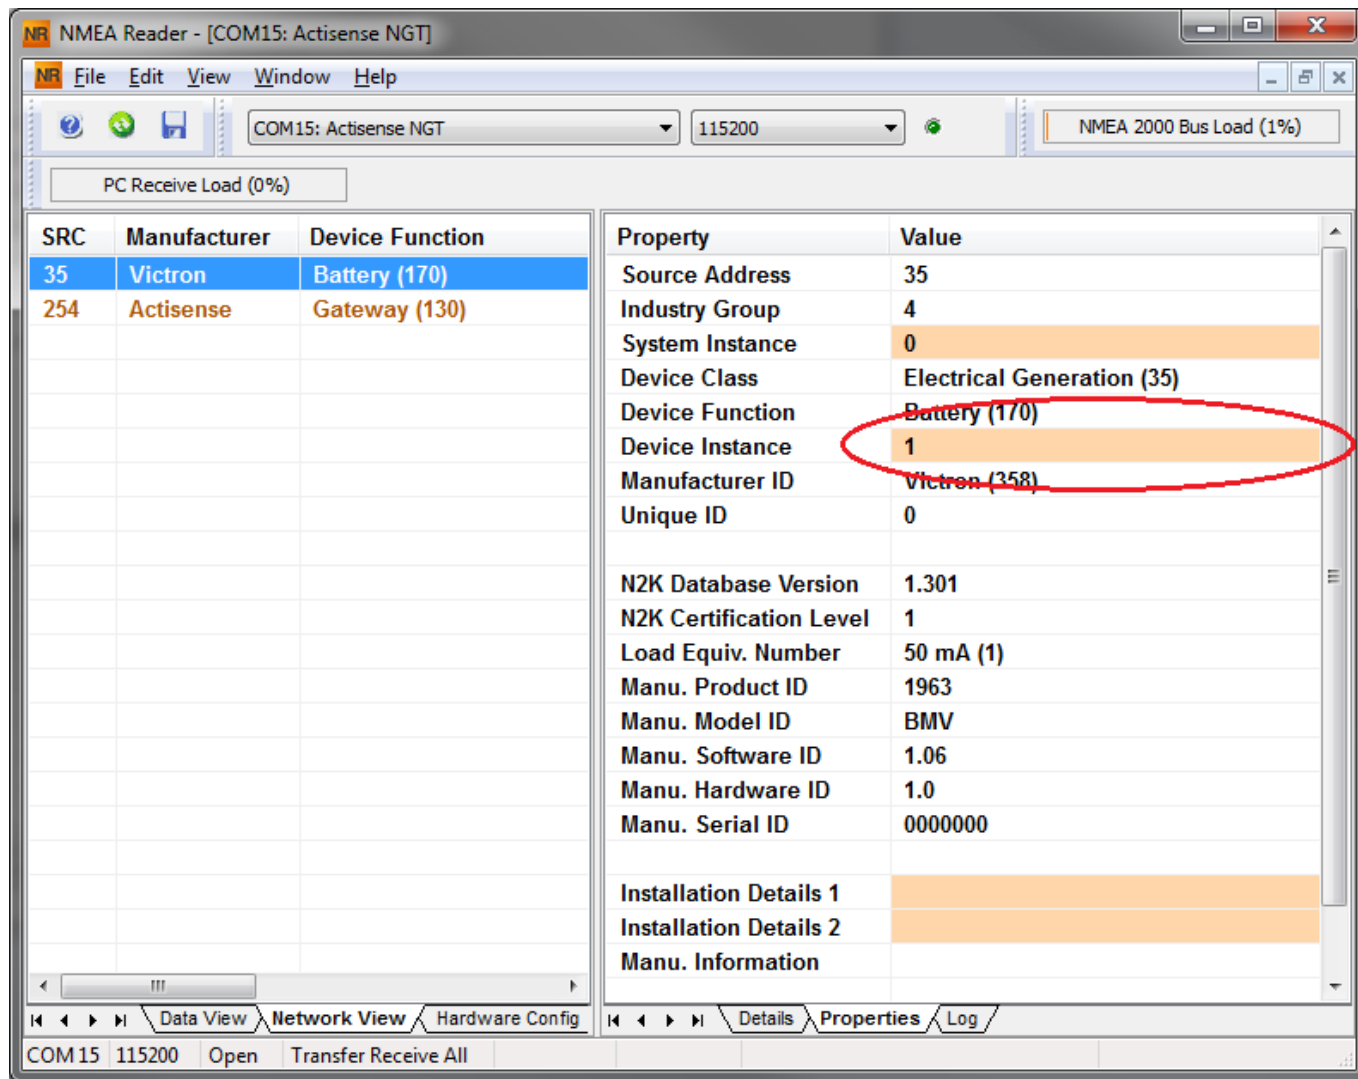 NR NMEA Reader - [COM15: Actisense NGT]
NR File Edit View Window Help
COM15: Actisense NGT 115200 NMEA 2000 Bus Load (1%)
PC Receive Load (0%)
SRC Manufacturer Device Function
35 Victron Battery (170)
254 Actisense Gateway (130)
Property Value
Source Address 35
Industry Group 4
System Instance 0
Device Class Electrical Generation (35)
Device Function Battery (170)
Device Instance 1
Manufacturer ID Victron (358)
Unique ID 0
N2K Database Version 1.301
N2K Certification Level 1
Load Equiv. Number 50 mA (1)
Manu. Product ID 1963
Manu. Model ID BMV
Manu. Software ID 1.06
Manu. Hardware ID 1.0
Manu. Serial ID 0000000
Installation Details 1
Installation Details 2
Manu. Information
Data View Network View Hardware Config
Details Properties Log
COM 15 115200 Open Transfer Receive All